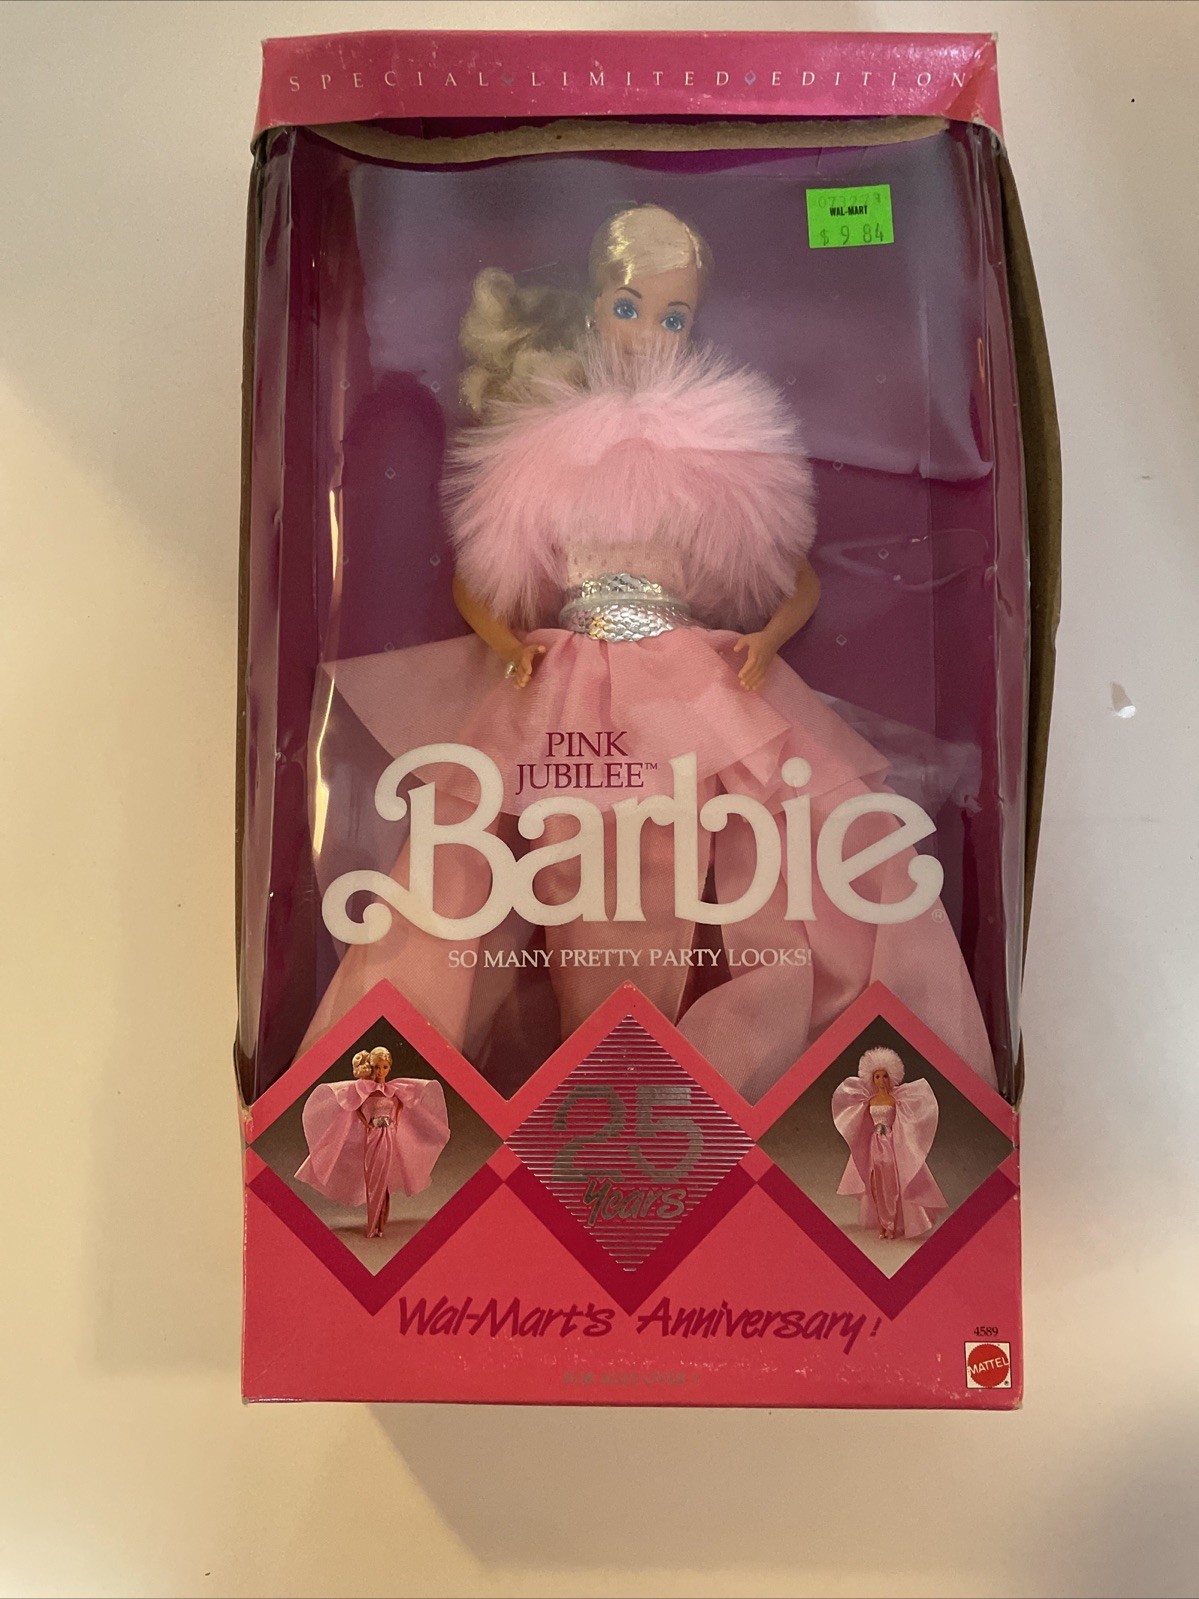 SPECIAL LIMITED EDITION
WAL-MART
$ 9 84
PINK
JUBILEE™
Barbie®
SO MANY PRETTY PARTY LOOKS!
25
Years
Wal-Mart's Anniversary!
4589
MATTEL